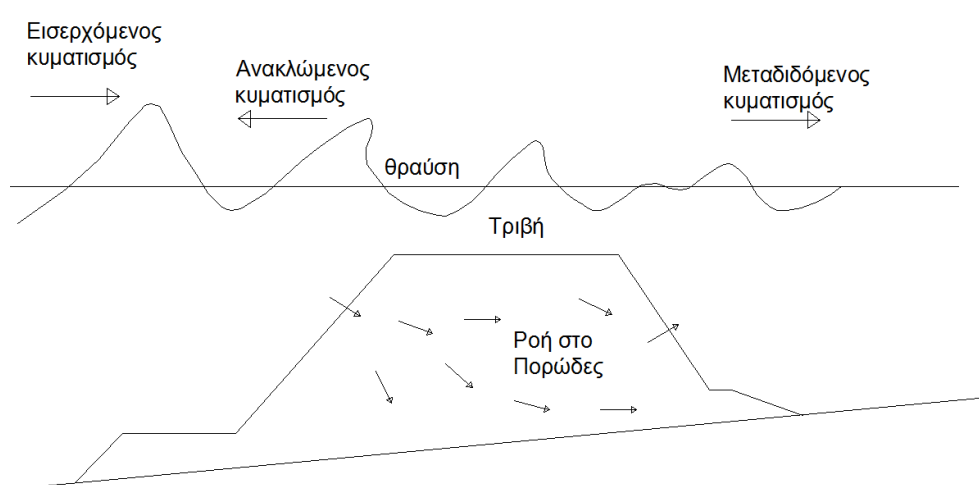 Εισερχόμενος
κυματισμός
Ανακλώμενος
κυματισμός
Μεταδιδόμενος
κυματισμός
θραύση
Τριβή
Ροή στο
Πορώδες